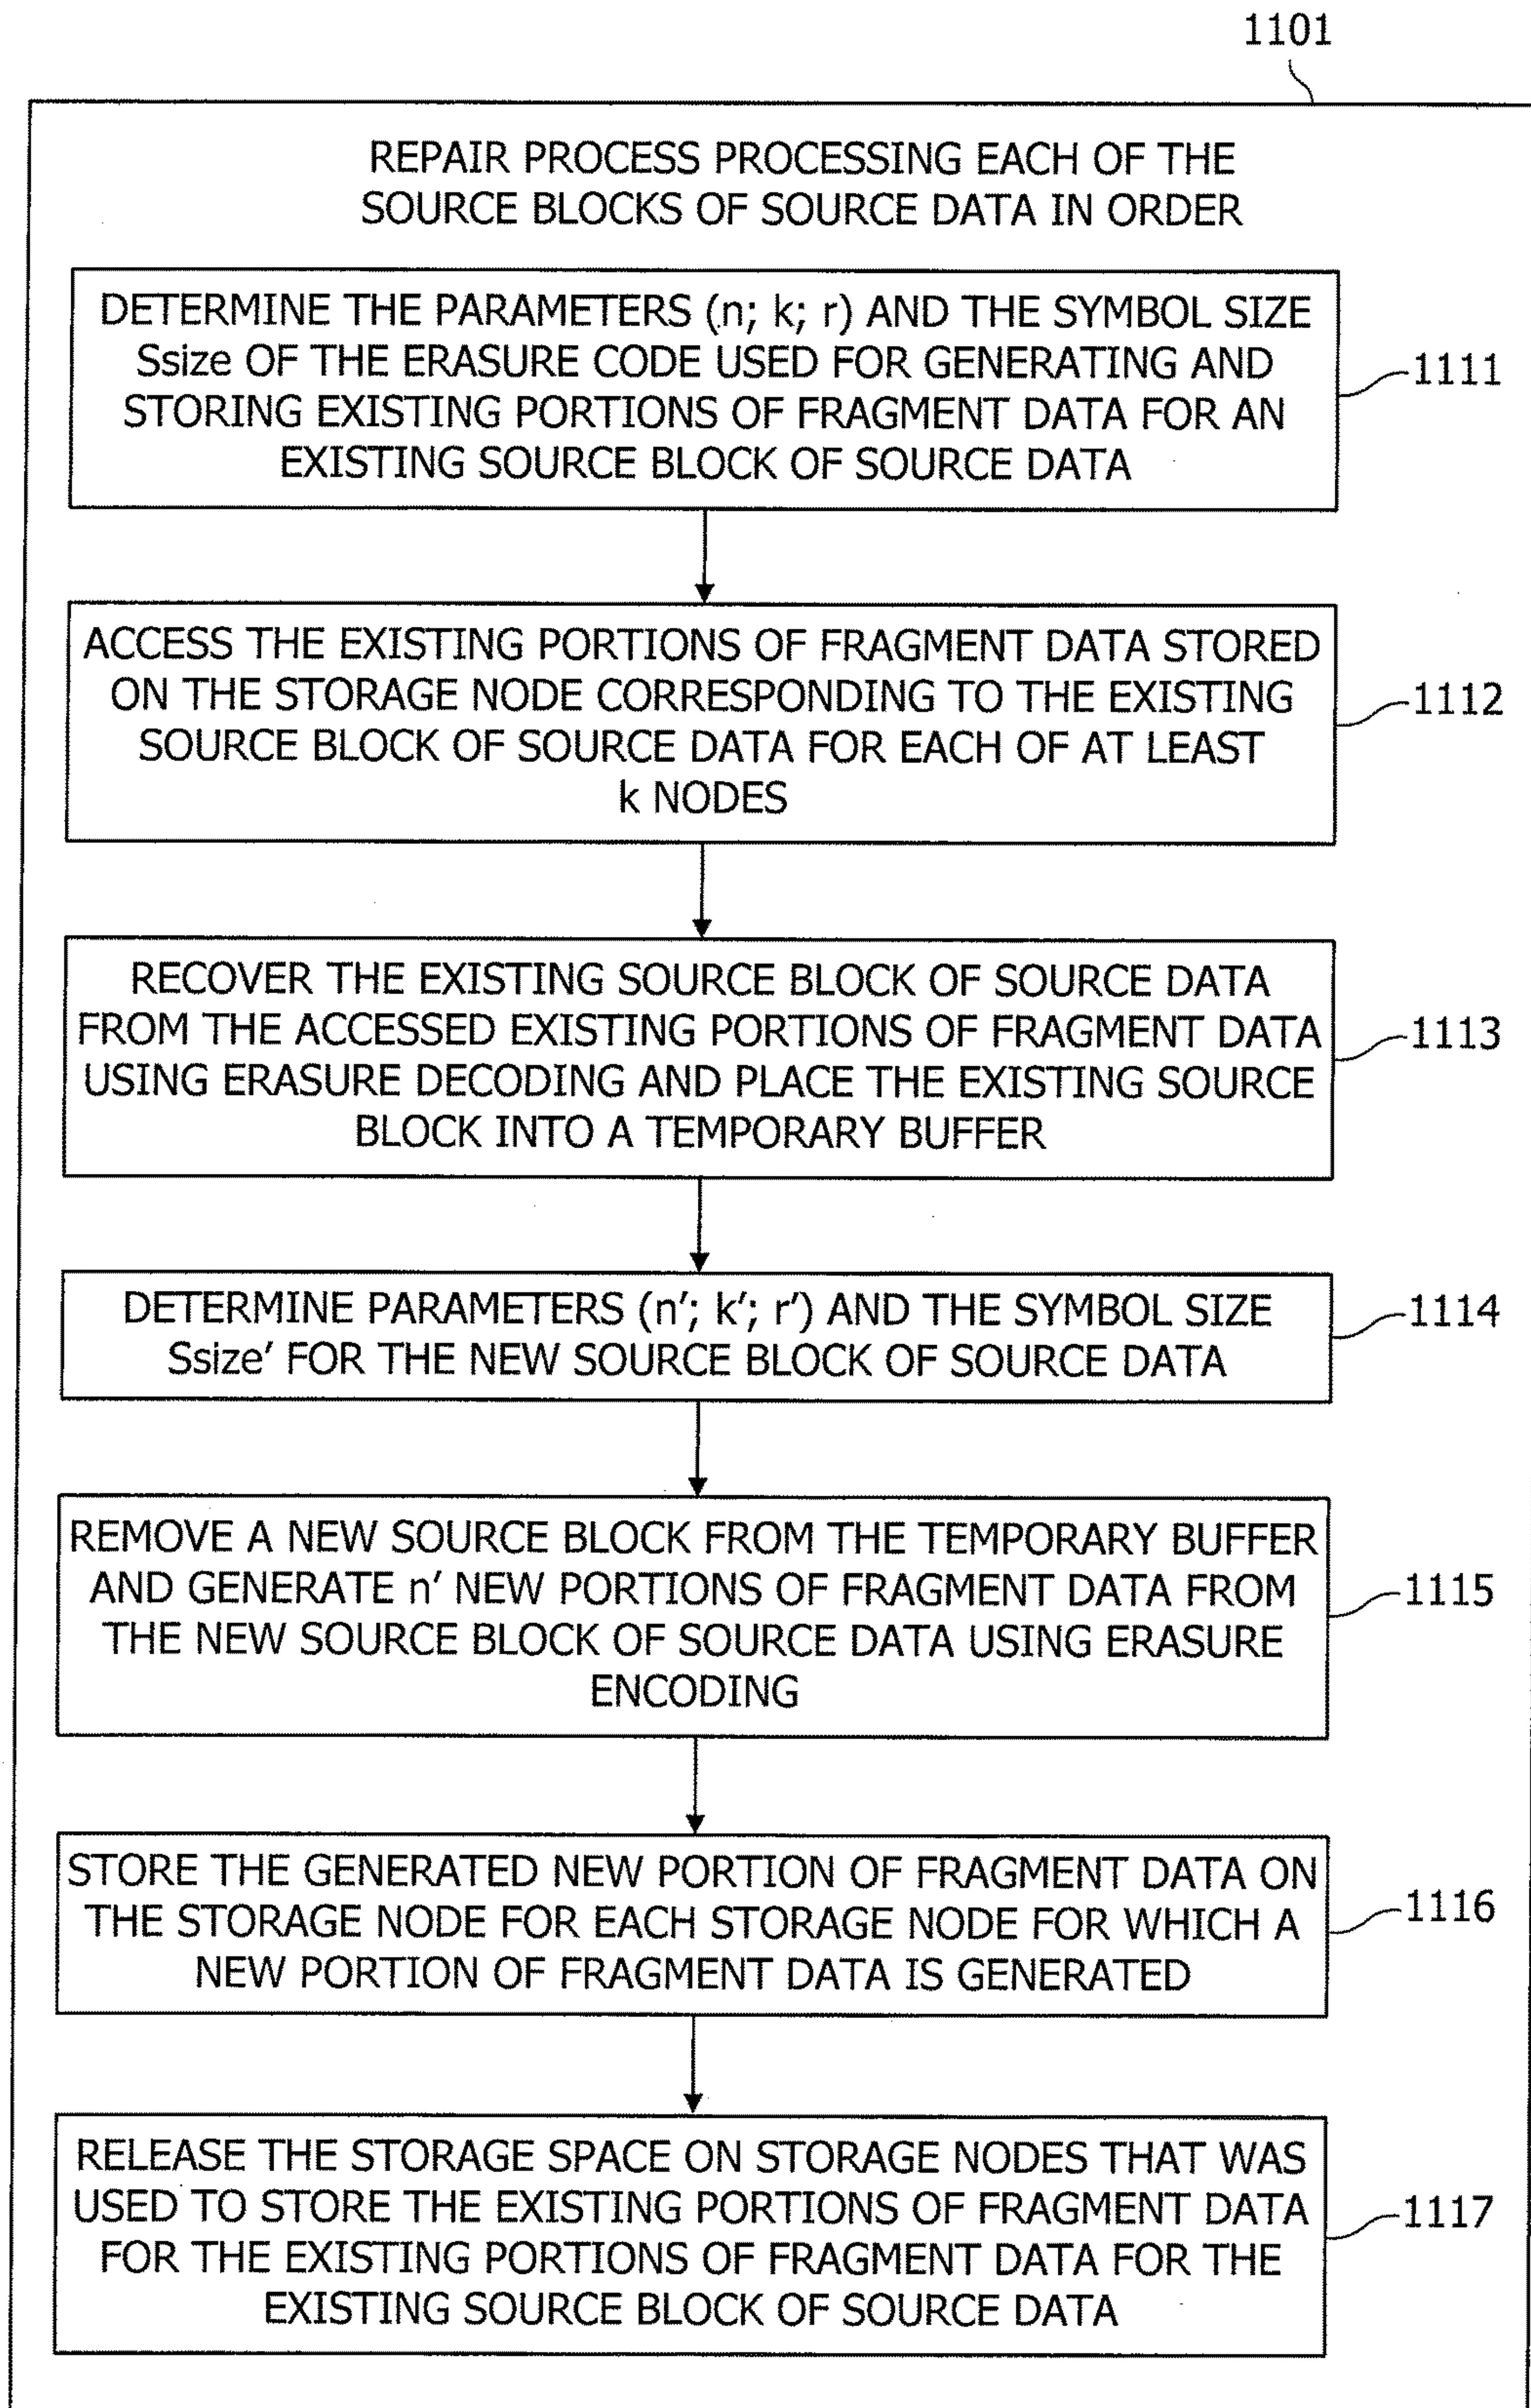 1101
REPAIR PROCESS PROCESSING EACH OF THE
SOURCE BLOCKS OF SOURCE DATA IN ORDER
DETERMINE THE PARAMETERS (n; k; r) AND THE SYMBOL SIZE
Ssize OF THE ERASURE CODE USED FOR GENERATING AND
STORING EXISTING PORTIONS OF FRAGMENT DATA FOR AN
EXISTING SOURCE BLOCK OF SOURCE DATA
1111
ACCESS THE EXISTING PORTIONS OF FRAGMENT DATA STORED
ON THE STORAGE NODE CORRESPONDING TO THE EXISTING
SOURCE BLOCK OF SOURCE DATA FOR EACH OF AT LEAST
k NODES
1112
RECOVER THE EXISTING SOURCE BLOCK OF SOURCE DATA
FROM THE ACCESSED EXISTING PORTIONS OF FRAGMENT DATA
USING ERASURE DECODING AND PLACE THE EXISTING SOURCE
BLOCK INTO A TEMPORARY BUFFER
1113
DETERMINE PARAMETERS (n′; k′; r′) AND THE SYMBOL SIZE
Ssize′ FOR THE NEW SOURCE BLOCK OF SOURCE DATA
1114
REMOVE A NEW SOURCE BLOCK FROM THE TEMPORARY BUFFER
AND GENERATE n′ NEW PORTIONS OF FRAGMENT DATA FROM
THE NEW SOURCE BLOCK OF SOURCE DATA USING ERASURE
ENCODING
1115
STORE THE GENERATED NEW PORTION OF FRAGMENT DATA ON
THE STORAGE NODE FOR EACH STORAGE NODE FOR WHICH A
NEW PORTION OF FRAGMENT DATA IS GENERATED
1116
RELEASE THE STORAGE SPACE ON STORAGE NODES THAT WAS
USED TO STORE THE EXISTING PORTIONS OF FRAGMENT DATA
FOR THE EXISTING PORTIONS OF FRAGMENT DATA FOR THE
EXISTING SOURCE BLOCK OF SOURCE DATA
1117